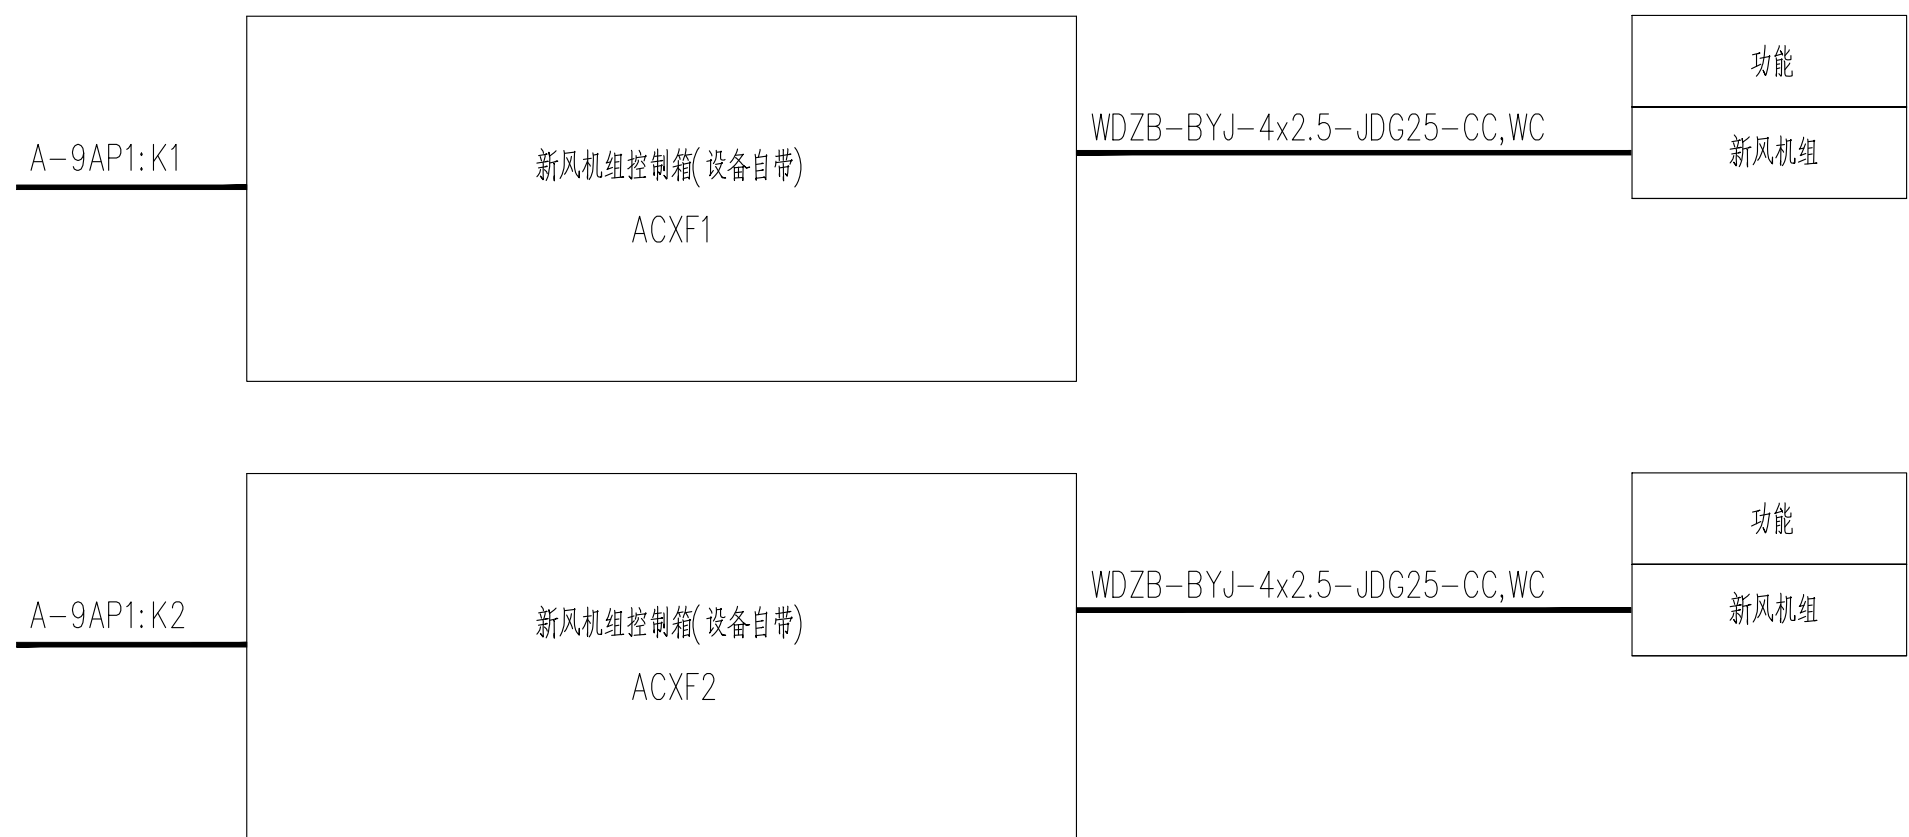 功能
WDZB-BYJ-4x2.5-JDG25-CC,WC
A-9AP1:K1
新风机组控制箱(设备自带)
新风机组
ACXF1
功能
WDZB-BYJ-4x2.5-JDG25-CC,WC
A-9AP1:K2
新风机组控制箱(设备自带)
新风机组
ACXF2